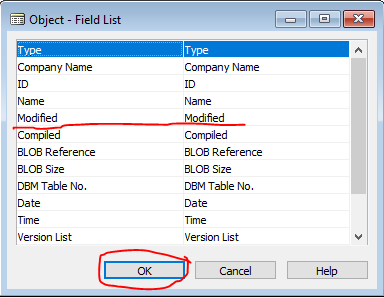 Object - Field List
Type Type
Company Name Company Name
ID ID
Name Name
Modified Modified
Compiled Compiled
BLOB Reference BLOB Reference
BLOB Size BLOB Size
DBM Table No. DBM Table No.
Date Date
Time Time
Version List Version List
OK Cancel Help